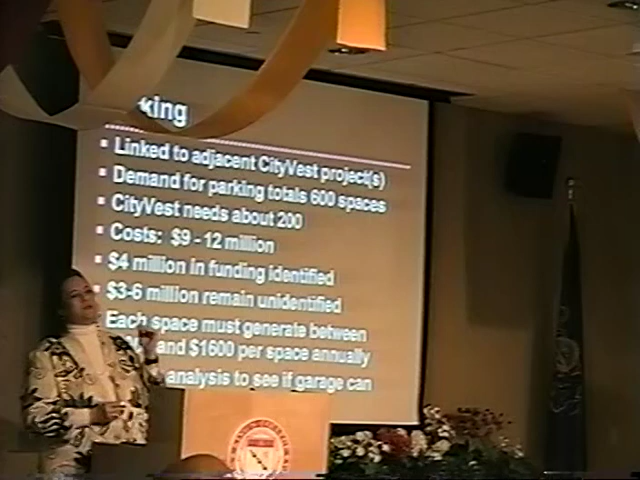 king
Linked to adjacent CityVest project(s)
Demand for parking totals 600 spaces
CityVest needs about 200
Costs: $9 - 12 million
$4 million in funding identified
$3-6 million remain unidentified
Each space must generate between
and $1600 per space annually
analysis to see if garage can